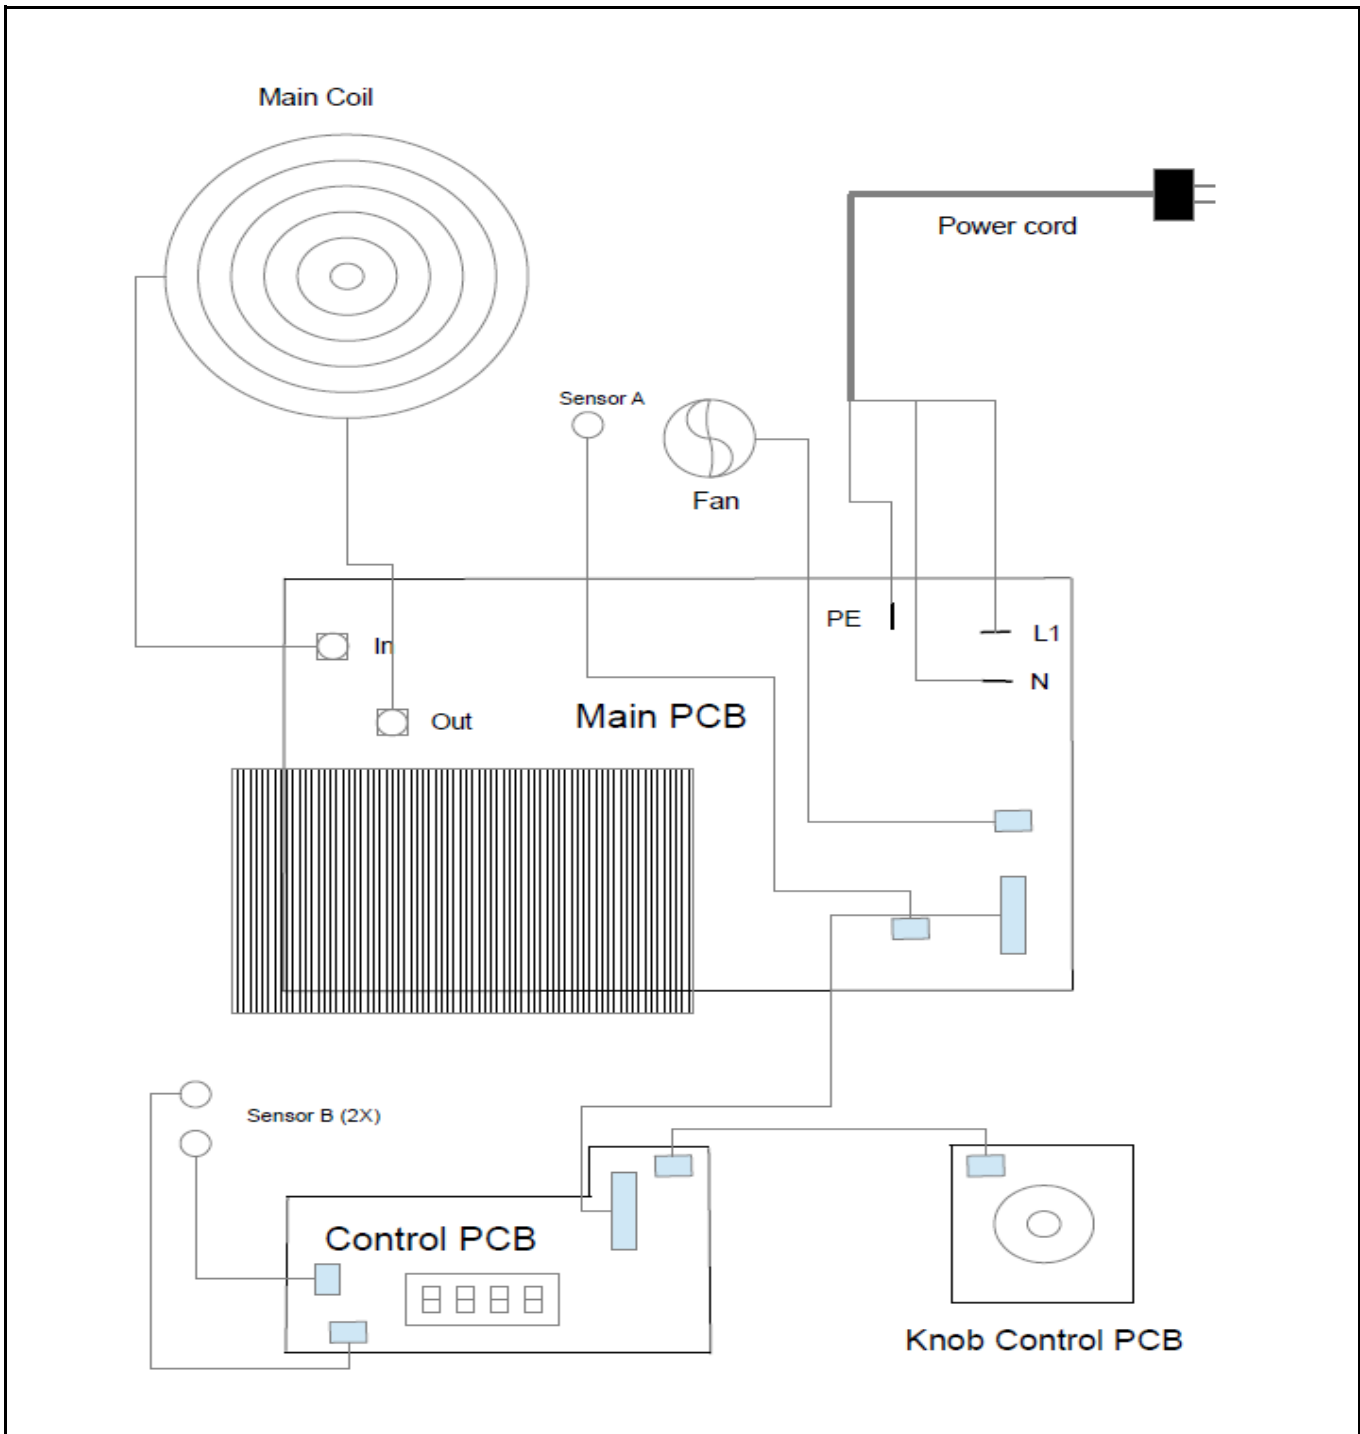 Main Coil
Power cord
Sensor A
Fan
PE
L1
In
N
Out
Main PCB
Sensor B (2X)
Control PCB
Knob Control PCB